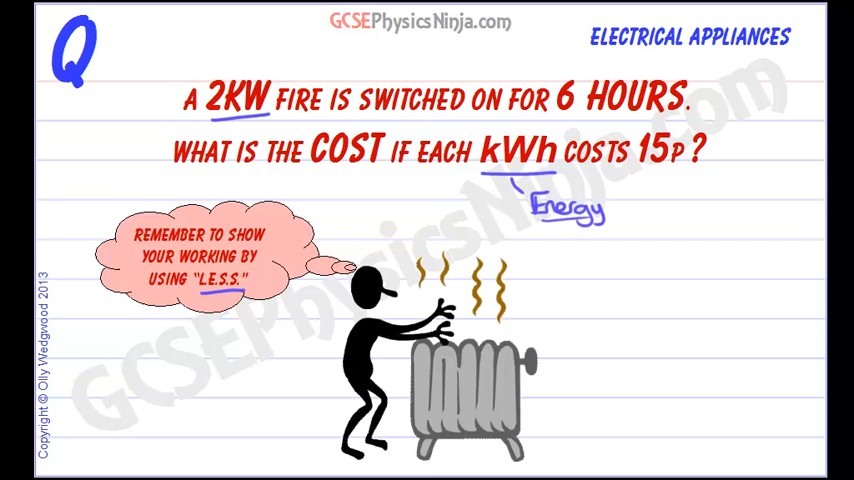 GCSEPhysicsNinja.com
Q
ELECTRICAL APPLIANCES
A 2KW FIRE IS SWITCHED ON FOR 6 HOURS.
WHAT IS THE COST IF EACH kWh COSTS 15P?
Energy
REMEMBER TO SHOW
YOUR WORKING BY
USING "L.E.S.S."
GCSEPhysicsNinja.com
Copyright © Olly Wedgwood 2013